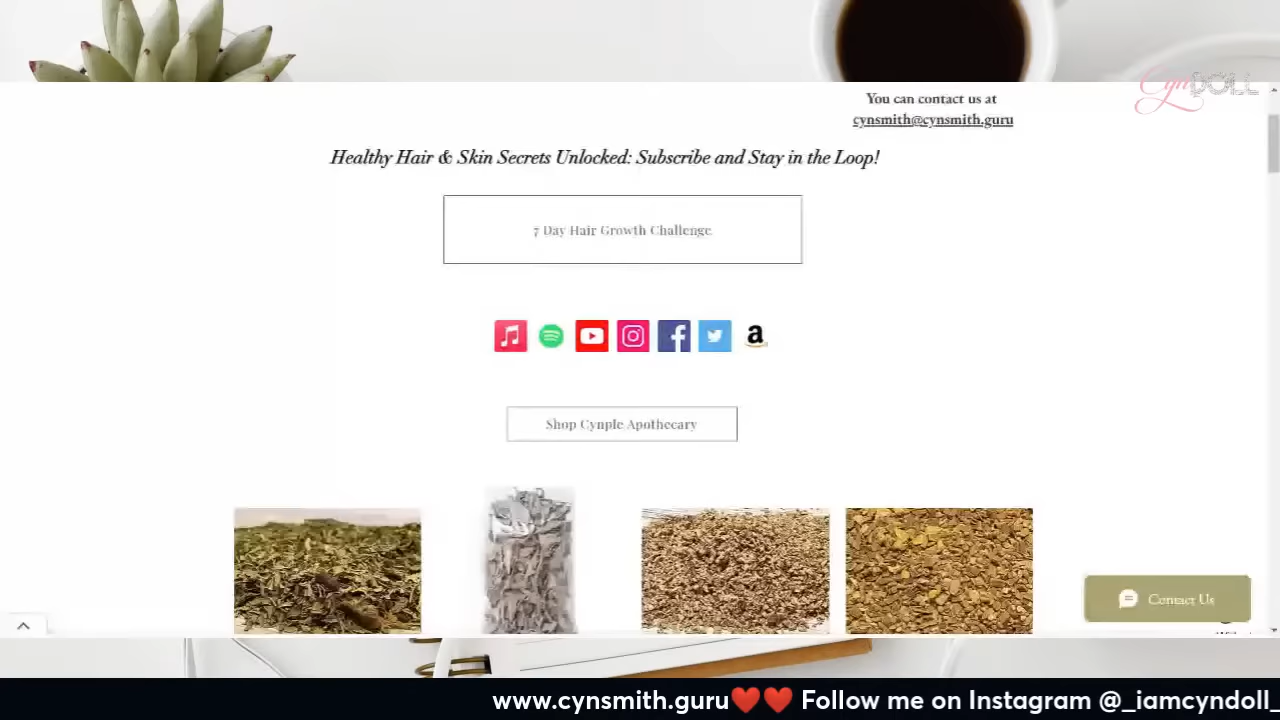 CynDOLL
You can contact us at
cynsmith@cynsmith.guru
Healthy Hair & Skin Secrets Unlocked: Subscribe and Stay in the Loop!
7 Day Hair Growth Challenge
a
Shop Cynple Apothecary
Contact Us
www.cynsmith.guru❤️❤️ Follow me on Instagram @_iamcyndoll_